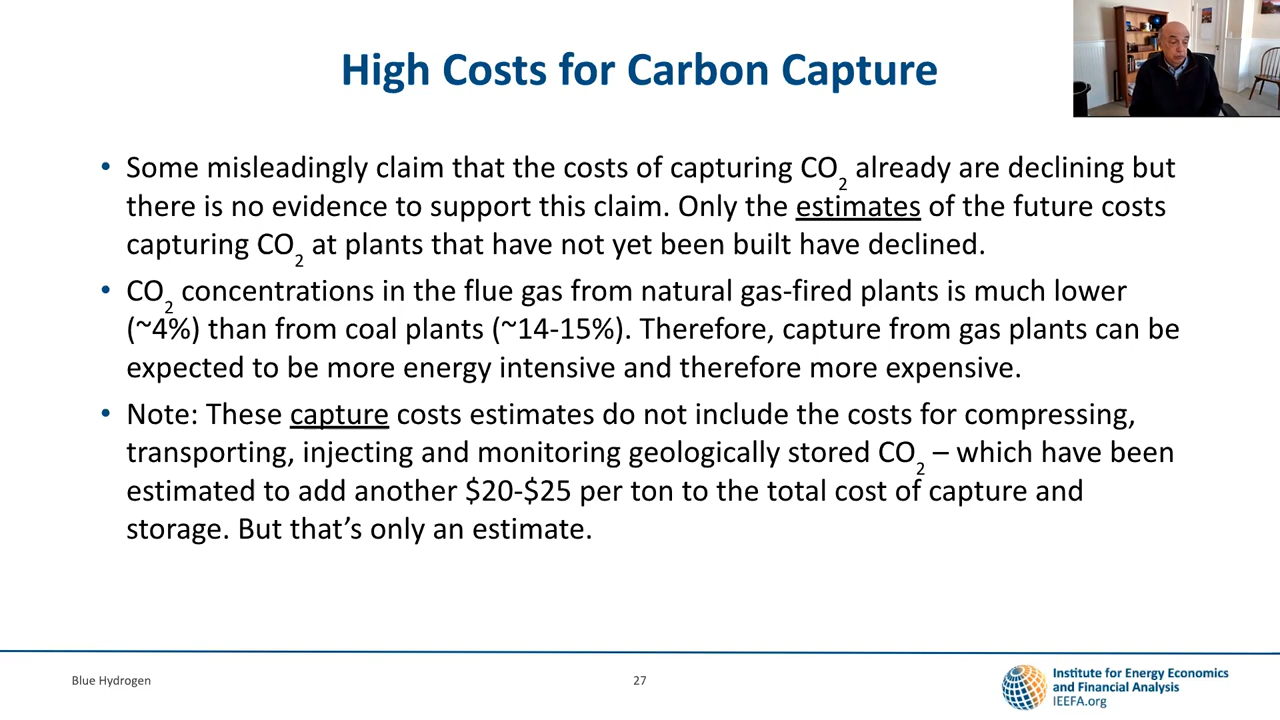 High Costs for Carbon Capture
• Some misleadingly claim that the costs of capturing CO₂ already are declining but
there is no evidence to support this claim. Only the estimates of the future costs
capturing CO₂ at plants that have not yet been built have declined.
• CO₂ concentrations in the flue gas from natural gas-fired plants is much lower
(~4%) than from coal plants (~14-15%). Therefore, capture from gas plants can be
expected to be more energy intensive and therefore more expensive.
• Note: These capture costs estimates do not include the costs for compressing,
transporting, injecting and monitoring geologically stored CO₂ – which have been
estimated to add another $20-$25 per ton to the total cost of capture and
storage. But that’s only an estimate.
Blue Hydrogen
27
Institute for Energy Economics
and Financial Analysis
IEEFA.org